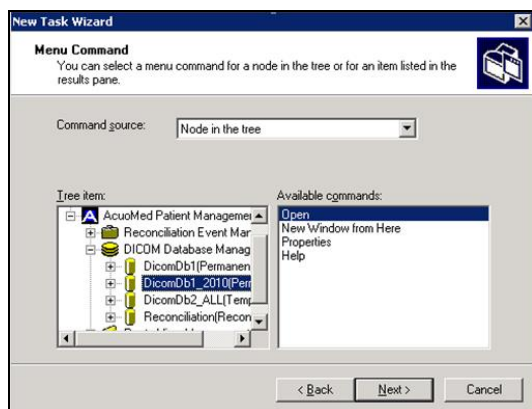 New Task Wizard
Menu Command
You can select a menu command for a node in the tree or for an item listed in the
results pane.
Command source:
Node in the tree
Tree item:
AcuoMed Patient Managemer
Reconciliation Event Mar
DICOM Database Manag
DicomDb1(Permanen
DicomDb1_2010(Perr
DicomDb2_ALL(Temp
Reconciliation(Recon
Available commands:
Open
New Window from Here
Properties
Help
< Back
Next >
Cancel